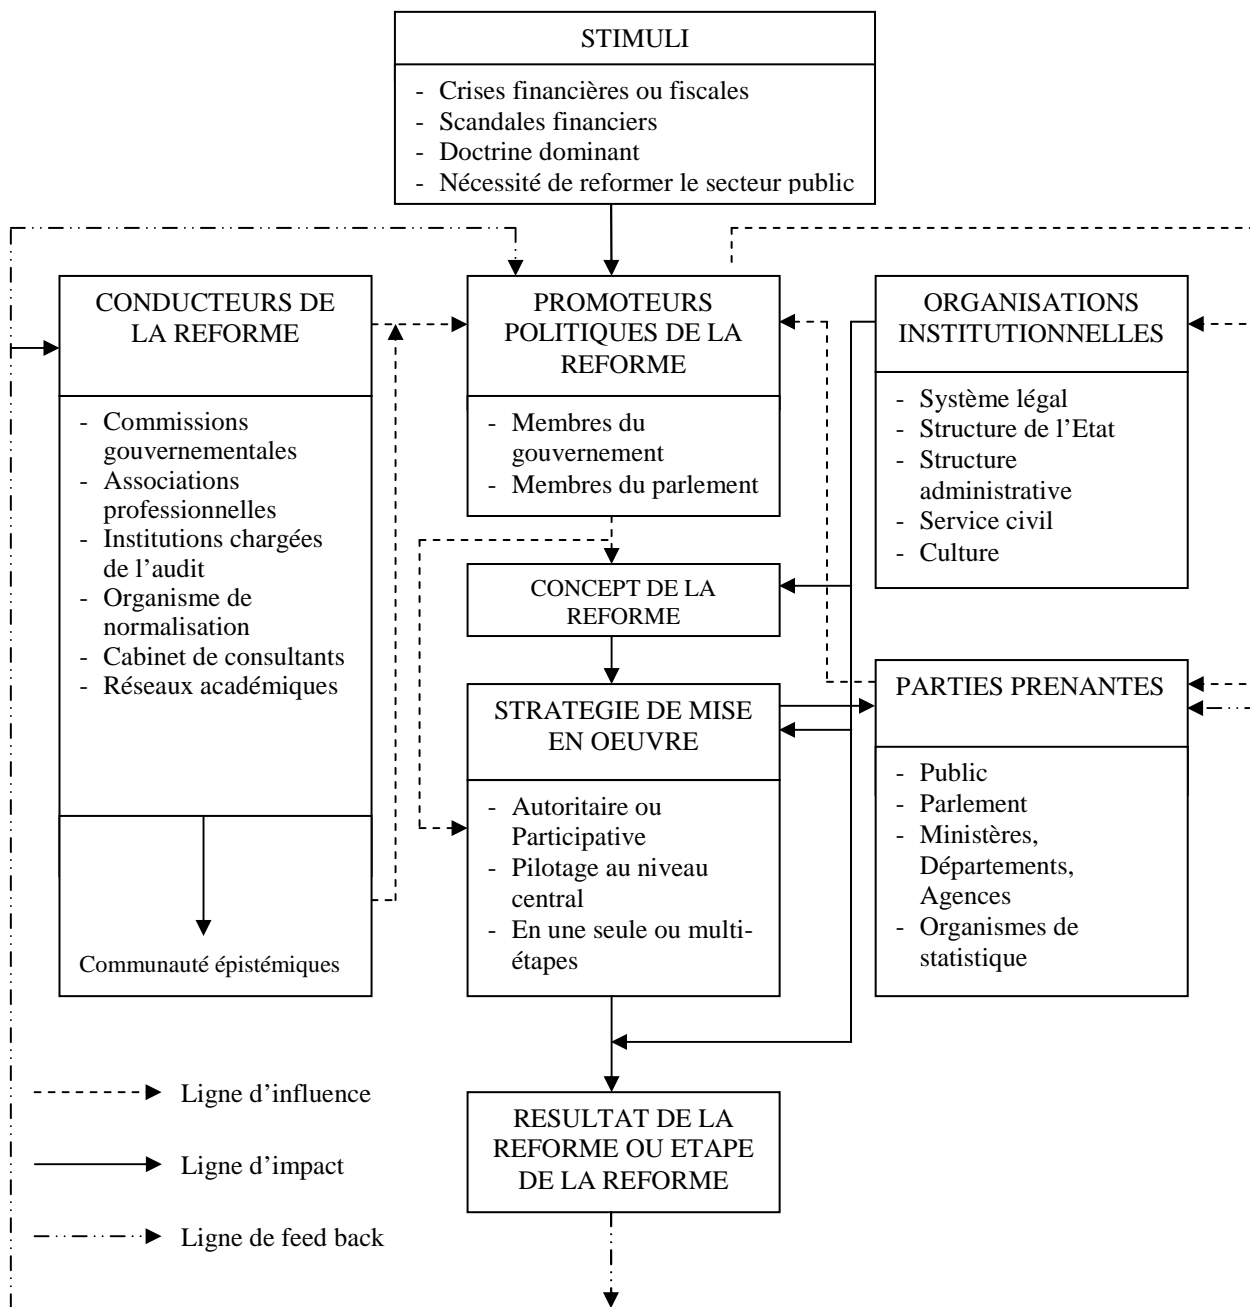 STIMULI
- Crises financières ou fiscales
- Scandales financiers
- Doctrine dominant
- Nécessité de reformer le secteur public
CONDUCTEURS DE
LA REFORME
- Commissions
gouvernementales
- Associations
professionnelles
- Institutions chargées
de l’audit
- Organisme de
normalisation
- Cabinet de consultants
- Réseaux académiques
Communauté épistémiques
PROMOTEURS
POLITIQUES DE LA
REFORME
- Membres du
gouvernement
- Membres du parlement
CONCEPT DE LA
REFORME
STRATEGIE DE MISE
EN OEUVRE
- Autoritaire ou
Participative
- Pilotage au niveau
central
- En une seule ou multi-
étapes
ORGANISATIONS
INSTITUTIONNELLES
- Système légal
- Structure de l’Etat
- Structure
administrative
- Service civil
- Culture
PARTIES PRENANTES
- Public
- Parlement
- Ministères,
Départements,
Agences
- Organismes de
statistique
RESULTAT DE LA
REFORME OU ETAPE
DE LA REFORME
Ligne d’influence
Ligne d’impact
Ligne de feed back